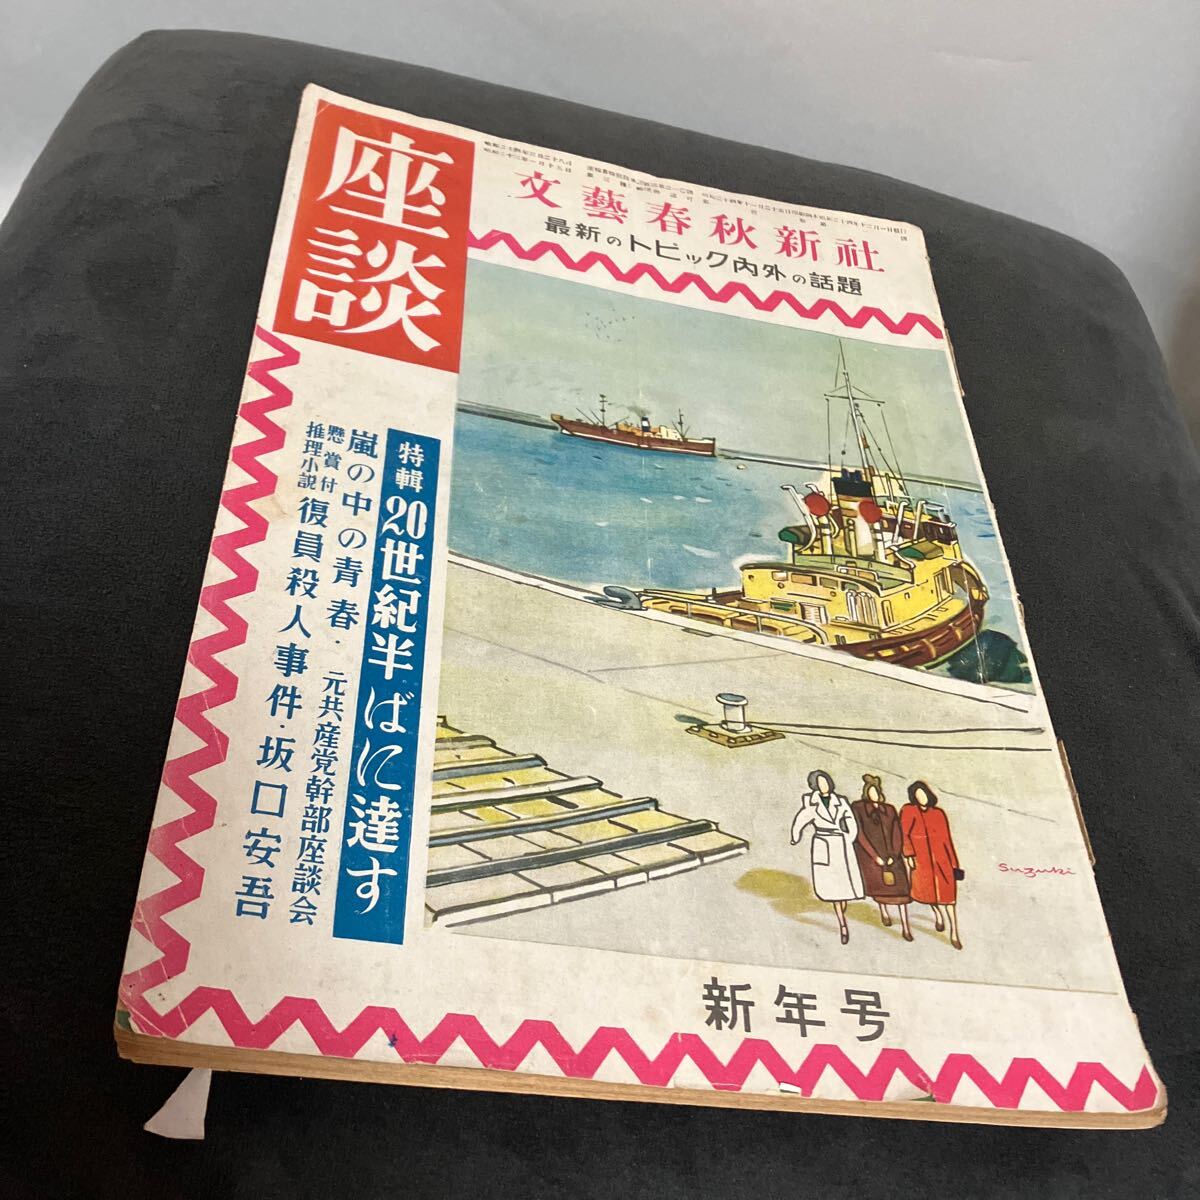 座談
文藝春秋新社
最新のトピック内外の話題
特輯 20世紀半ばに達す
嵐の中の青春・元共産党幹部座談会
懸賞付
推理小説
復員殺人事件・坂口安吾
Suzuki
新年号